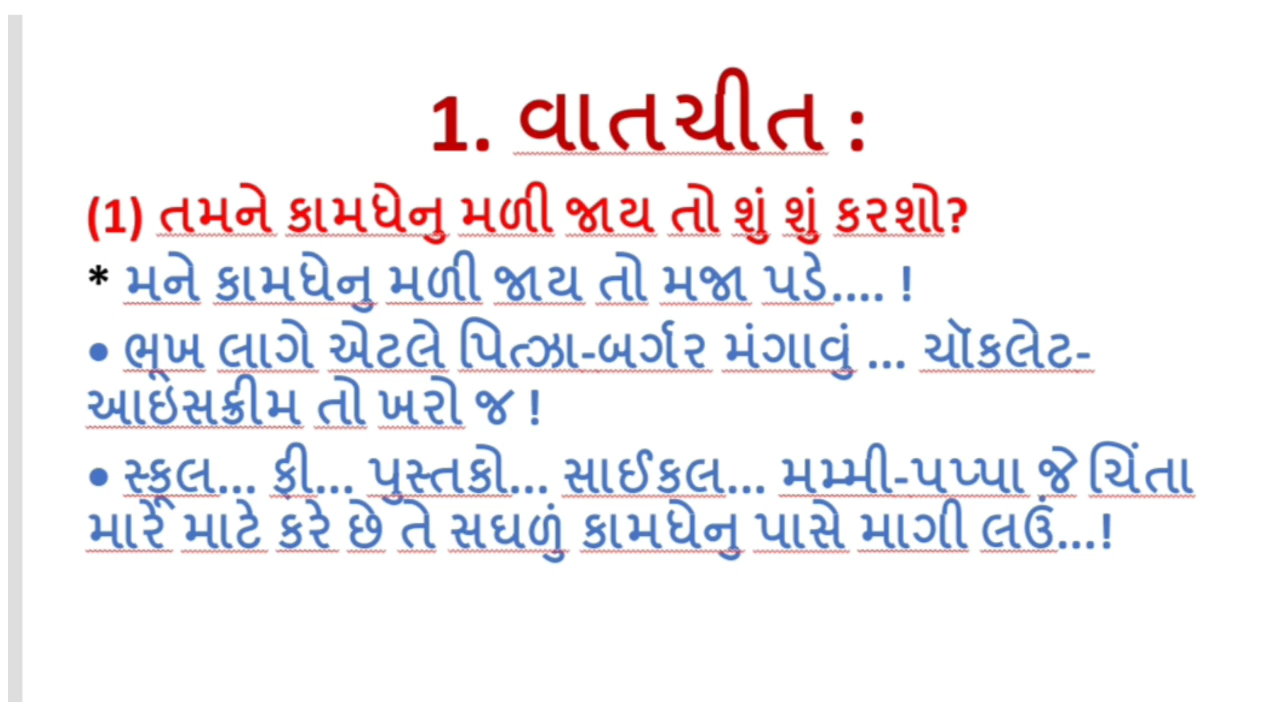 1. વાતચીત :
(1) તમને કામધેનુ મળી જાય તો શું શું કરશો?
* મને કામધેનુ મળી જાય તો મજા પડે.... !
• ભૂખ લાગે એટલે પિત્ઝા-બર્ગર મંગાવું ... ચૉકલેટ-
આઇસક્રીમ તો ખરો જ !
• સ્કૂલ... ફી... પુસ્તકો... સાઈકલ... મમ્મી-પપ્પા જે ચિંતા
મારે માટે કરે છે તે સઘળું કામધેનુ પાસે માગી લઉં...!